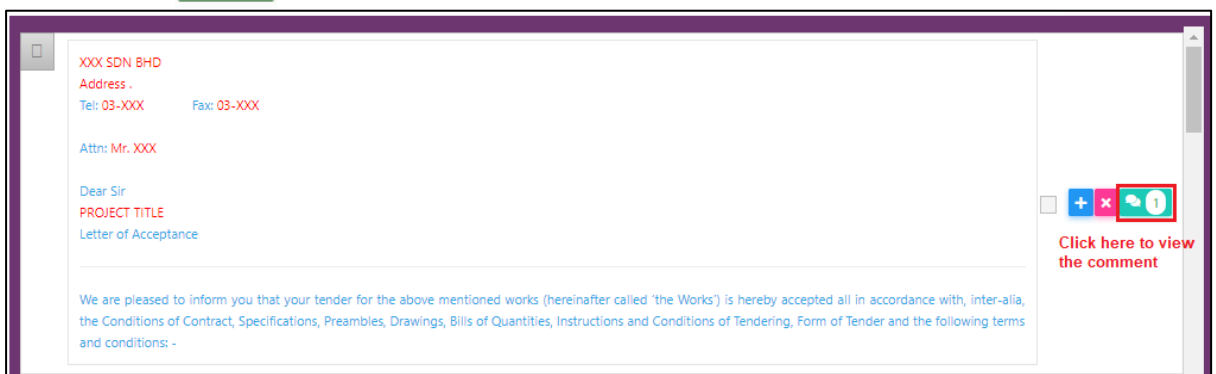 XXX SDN BHD
Address .
Tel: 03-XXX Fax: 03-XXX
Attn: Mr. XXX
Dear Sir
PROJECT TITLE
Letter of Acceptance
1
Click here to view
the comment
We are pleased to inform you that your tender for the above mentioned works (hereinafter called ‘the Works’) is hereby accepted all in accordance with, inter-alia,
the Conditions of Contract, Specifications, Preambles, Drawings, Bills of Quantities, Instructions and Conditions of Tendering, Form of Tender and the following terms
and conditions: -